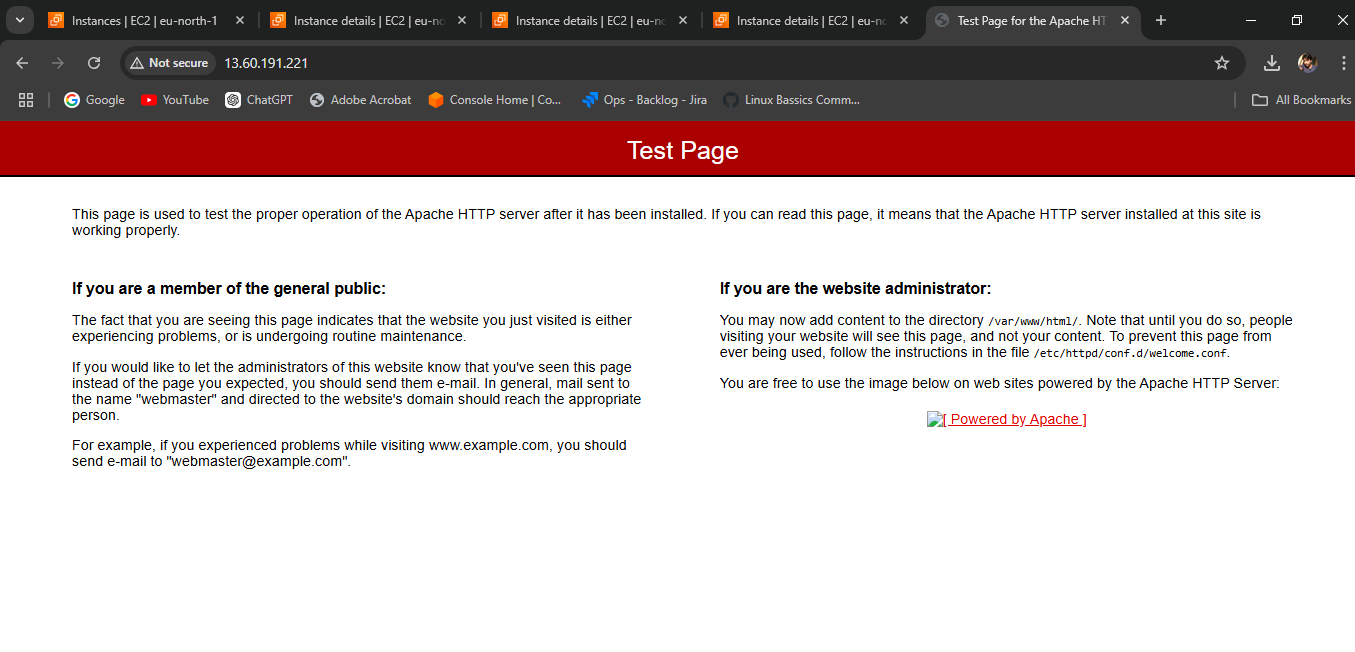 Instances | EC2 | eu-north-1
Instance details | EC2 | eu-no
Instance details | EC2 | eu-no
Instance details | EC2 | eu-no
Test Page for the Apache HT
Not secure
13.60.191.221
Google
YouTube
ChatGPT
Adobe Acrobat
Console Home | Co...
Ops - Backlog - Jira
Linux Bassics Comm...
All Bookmarks
Test Page
This page is used to test the proper operation of the Apache HTTP server after it has been installed. If you can read this page, it means that the Apache HTTP server installed at this site is
working properly.
If you are a member of the general public:
The fact that you are seeing this page indicates that the website you just visited is either
experiencing problems, or is undergoing routine maintenance.
If you would like to let the administrators of this website know that you've seen this page
instead of the page you expected, you should send them e-mail. In general, mail sent to
the name "webmaster" and directed to the website's domain should reach the appropriate
person.
For example, if you experienced problems while visiting www.example.com, you should
send e-mail to "webmaster@example.com".
If you are the website administrator:
You may now add content to the directory /var/www/html/. Note that until you do so, people
visiting your website will see this page, and not your content. To prevent this page from
ever being used, follow the instructions in the file /etc/httpd/conf.d/welcome.conf.
You are free to use the image below on web sites powered by the Apache HTTP Server:
[ Powered by Apache ]